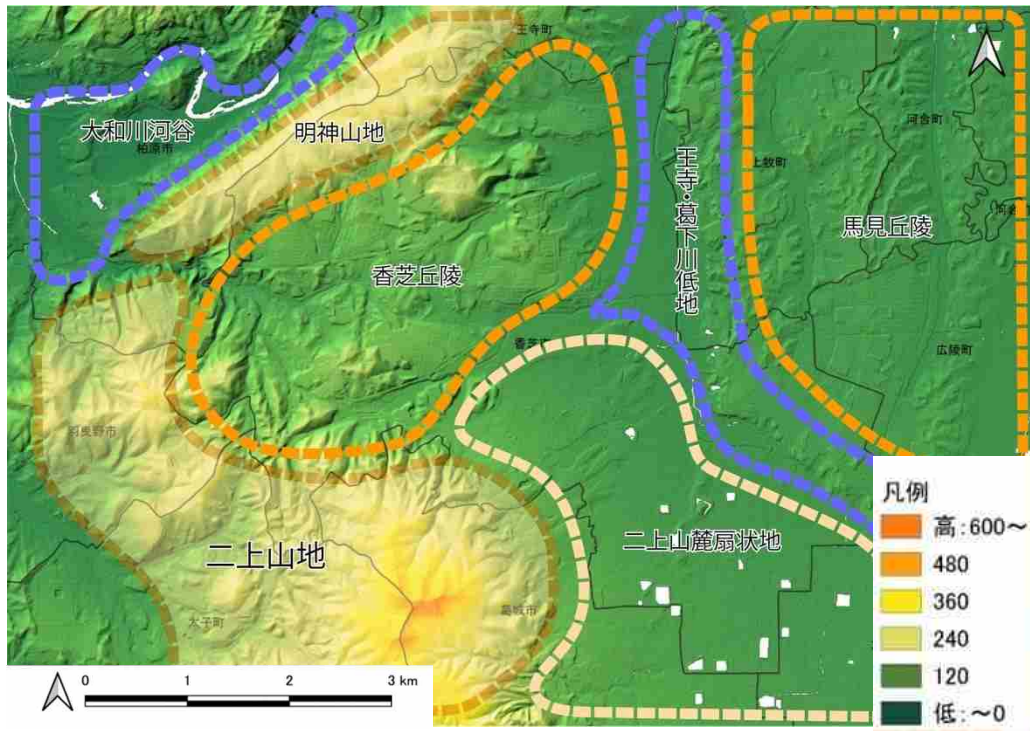 王寺町
大和川河谷
柏原市
明神山地
河合町
上牧町
王寺・葛下川低地
馬見丘陵
河合
香芝丘陵
香芝市
広陵町
羽曳野市
二上山地
二上山麓扇状地
葛城市
太子町
凡例
高:600～
480
360
240
120
低:～0
0 1 2 3 km